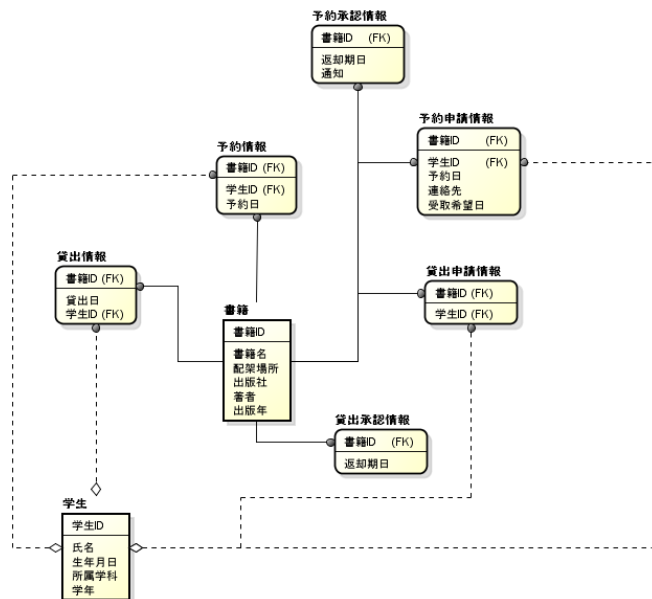 予約承認情報
書籍ID (FK)
返却期日
通知
予約申請情報
書籍ID (FK)
学生ID (FK)
予約日
連絡先
受取希望日
予約情報
書籍ID (FK)
学生ID (FK)
予約日
貸出情報
書籍ID (FK)
貸出日
学生ID (FK)
貸出申請情報
書籍ID (FK)
学生ID (FK)
書籍
書籍ID
書籍名
配架場所
出版社
著者
出版年
貸出承認情報
書籍ID (FK)
返却期日
学生
学生ID
氏名
生年月日
所属学科
学年